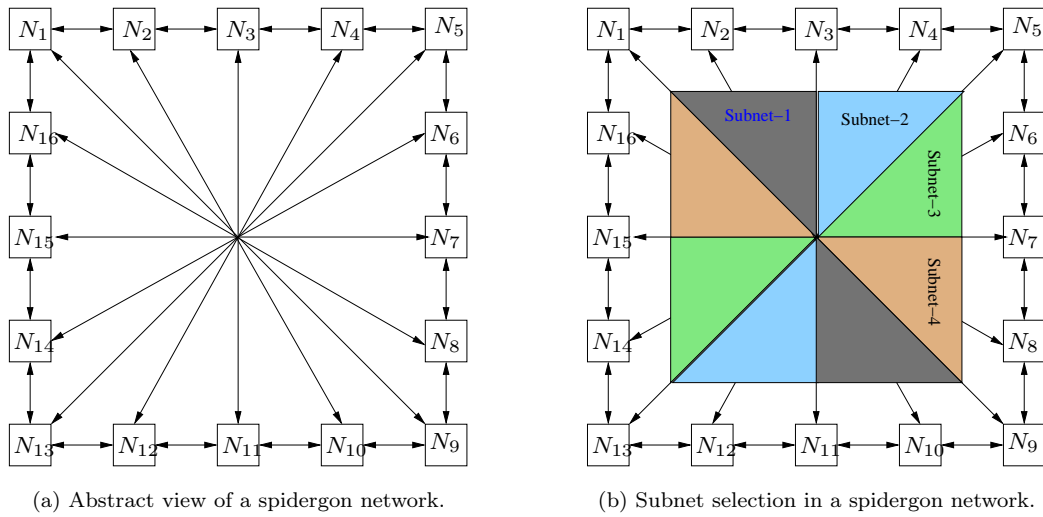 N1 N2 N3 N4 N5
N16 N6
N15 N7
N14 N8
N13 N12 N11 N10 N9
(a) Abstract view of a spidergon network.
N1 N2 N3 N4 N5
Subnet-1 Subnet-2
N16 N6
Subnet-3
N15 N7
Subnet-4
N14 N8
N13 N12 N11 N10 N9
(b) Subnet selection in a spidergon network.